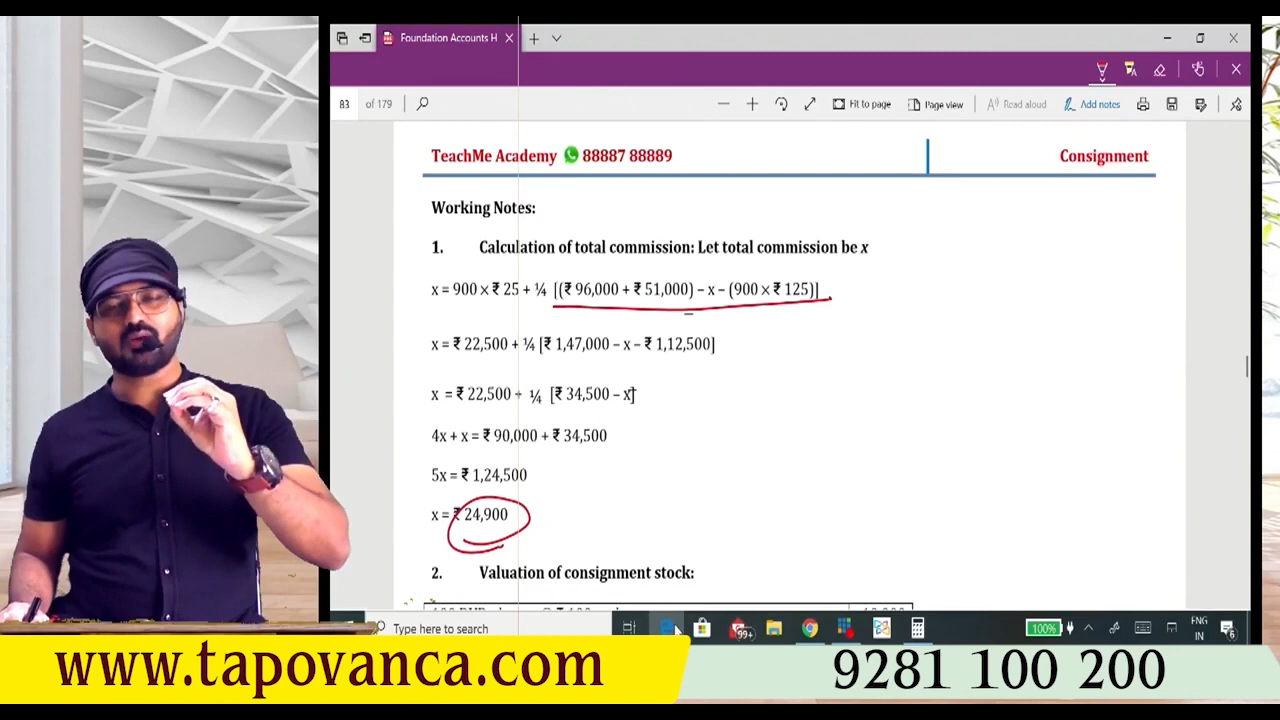 Foundation Accounts H
83 of 179
Fit to page
Page view
Read aloud
Add notes
TeachMe Academy 88887 88889
Consignment
Working Notes:
1. Calculation of total commission: Let total commission be x
x = 900 × ₹ 25 + ¼ [(₹ 96,000 + ₹ 51,000) – x – (900 × ₹ 125)]
x = ₹ 22,500 + ¼ [₹ 1,47,000 – x – ₹ 1,12,500]
x = ₹ 22,500 + ¼ [₹ 34,500 – x]
4x + x = ₹ 90,000 + ₹ 34,500
5x = ₹ 1,24,500
x = ₹ 24,900
2. Valuation of consignment stock:
Type here to search
99+
100%
ENG
IN
6
www.tapovanca.com
9281 100 200